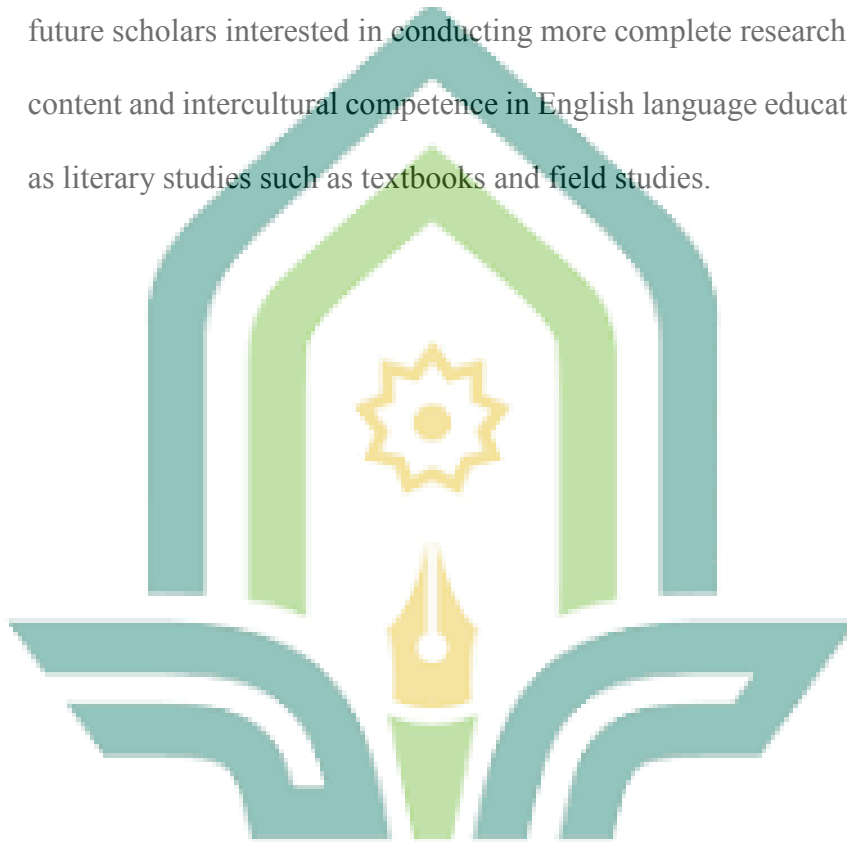 future scholars interested in conducting more complete research
content and intercultural competence in English language educat
as literary studies such as textbooks and field studies.